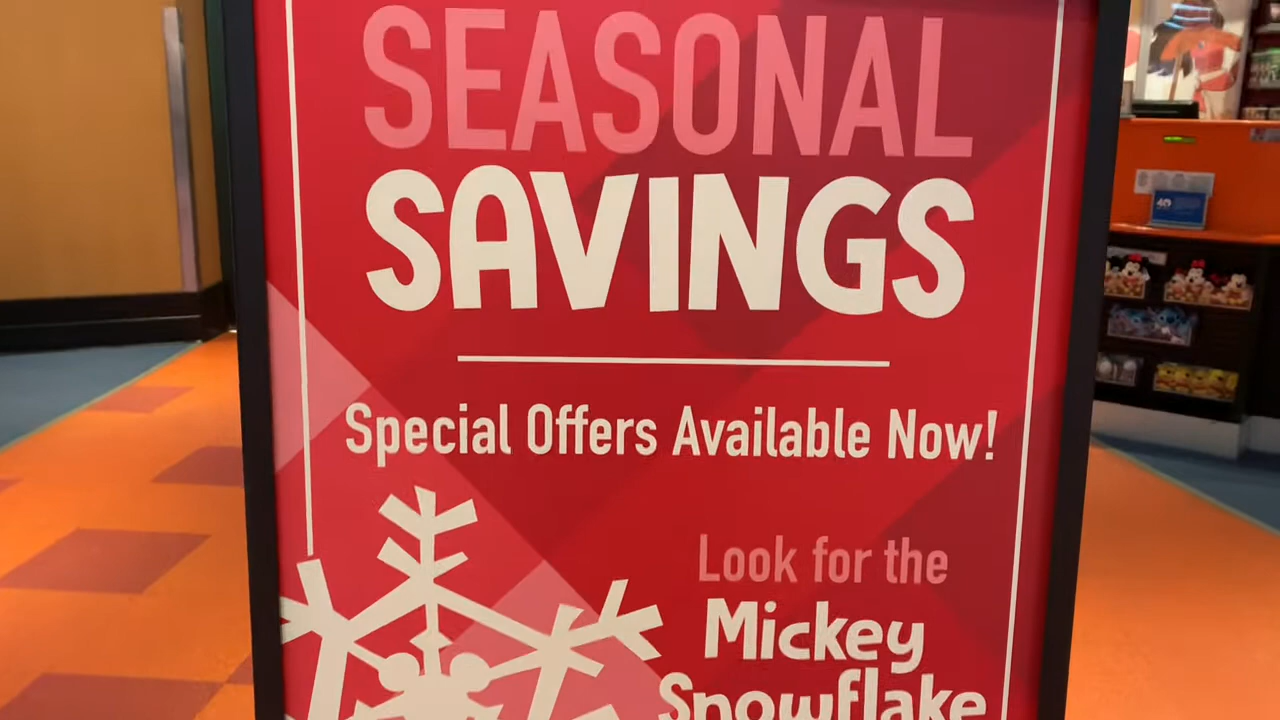 SEASONAL
SAVINGS
Special Offers Available Now!
Look for the
Mickey
Snowflake